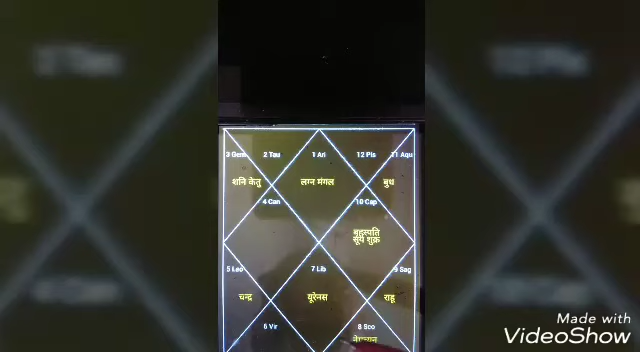 3 Gem 2 Tau 1 Ari 12 Pis 11 Aqu
शनि केतु लग्न मंगल बुध
4 Can 10 Cap
बृहस्पति
सूर्य शुक्र
5 Leo 7 Lib 9 Sag
चन्द्र यूरेनस राहू
6 Vir 8 Sco
Made with
VideoShow